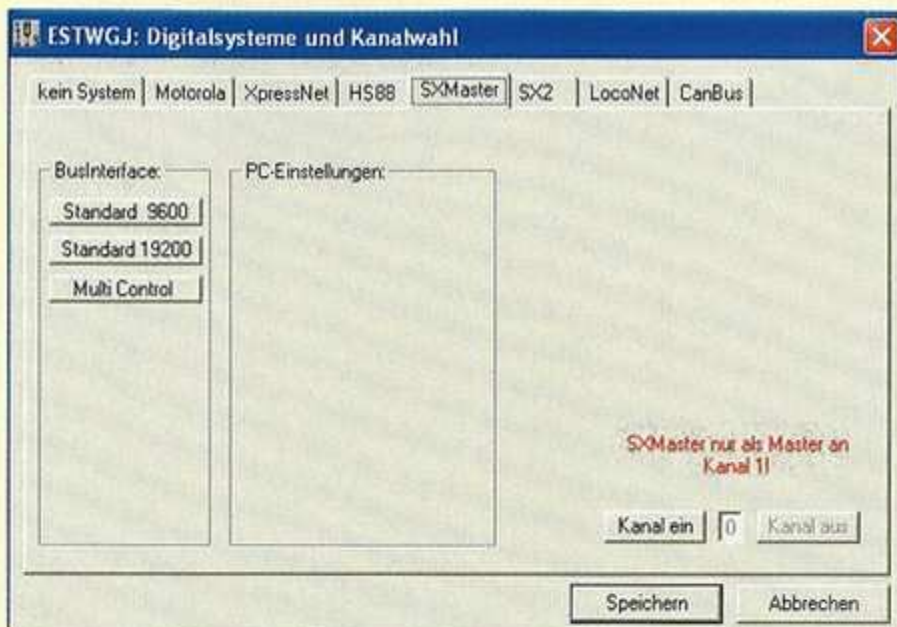 ESTWGJ: Digitalsysteme und Kanalwahl
kein System Motorola XpressNet HS88 SXMaster SX2 LocoNet CanBus
BusInterface: PC-Einstellungen:
Standard 9600
Standard 19200
Multi Control
SXMaster nur als Master an
Kanal 1!
Kanal ein 0 Kanal aus
Speichern Abbrechen